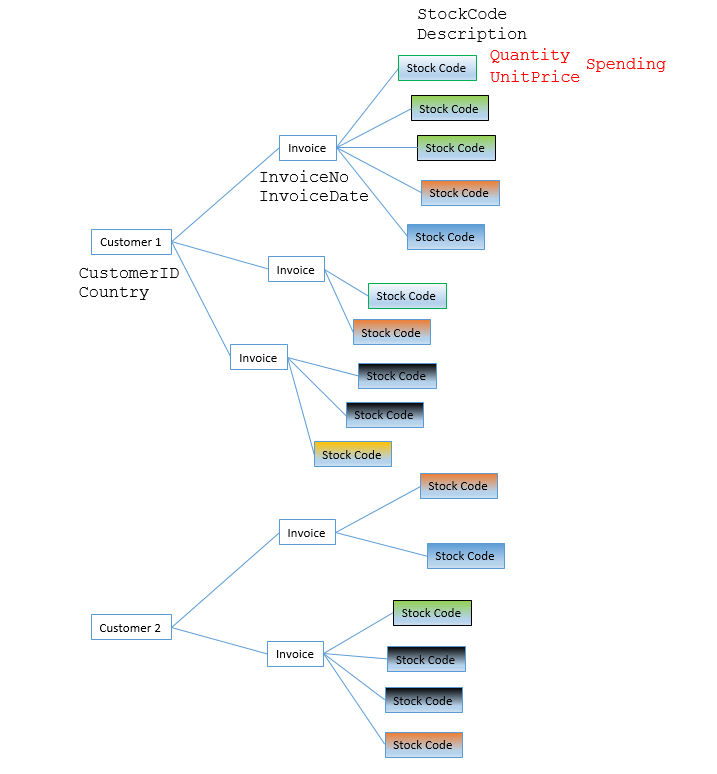 StockCode
Description
Stock Code
Quantity
UnitPrice
Spending
Stock Code
Stock Code
Invoice
InvoiceNo
InvoiceDate
Stock Code
Stock Code
Customer 1
CustomerID
Country
Invoice
Stock Code
Stock Code
Invoice
Stock Code
Stock Code
Stock Code
Stock Code
Invoice
Stock Code
Customer 2
Stock Code
Invoice
Stock Code
Stock Code
Stock Code